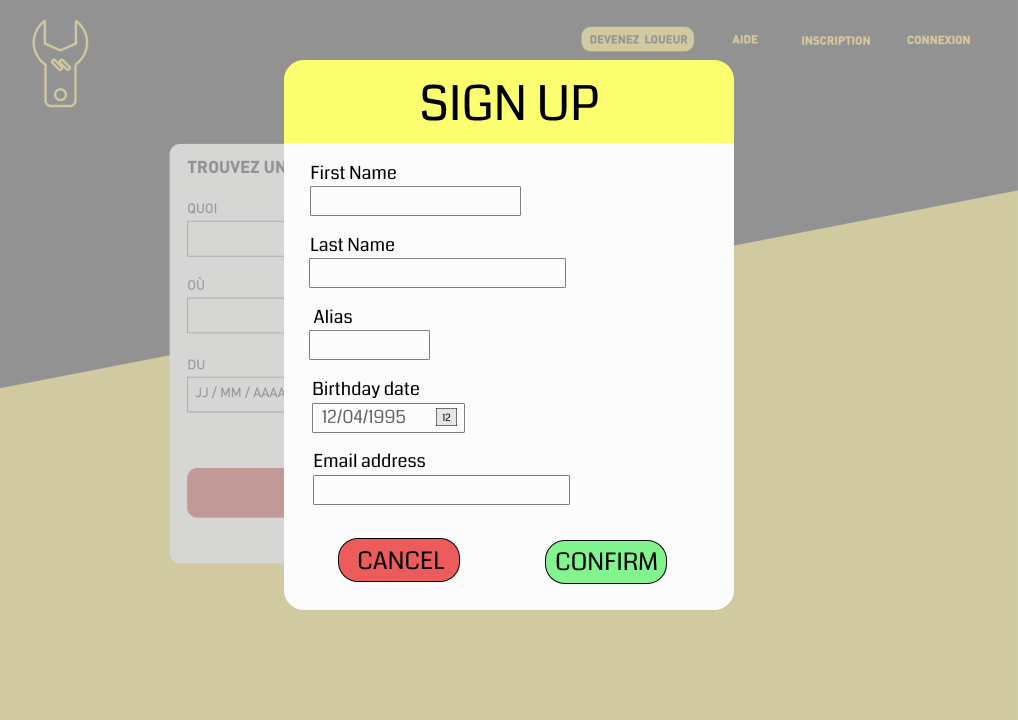 DEVENEZ LOUEUR
AIDE
INSCRIPTION
CONNEXION
TROUVEZ UN
QUOI
OÙ
DU
JJ / MM / AAAA
SIGN UP
First Name
Last Name
Alias
Birthday date
12/04/1995
12
Email address
CANCEL
CONFIRM